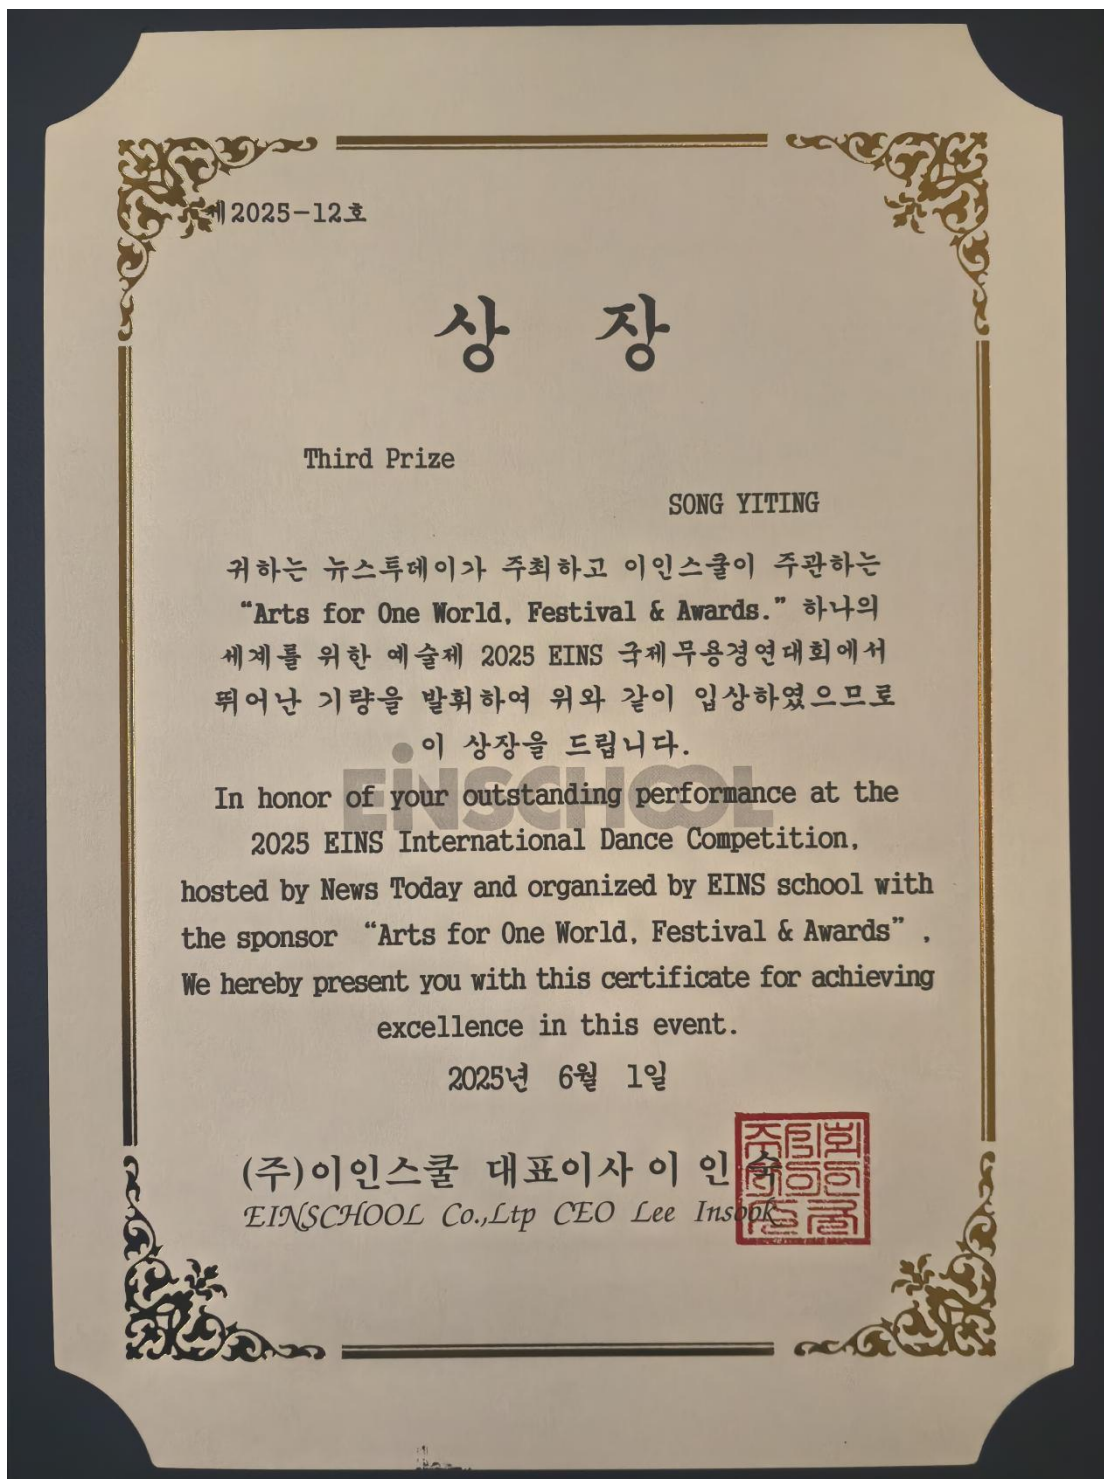 제2025-12호
상 장
Third Prize
SONG YITING
귀하는 뉴스투데이가 주최하고 이인스쿨이 주관하는
“Arts for One World, Festival & Awards.” 하나의
세계를 위한 예술제 2025 EINS 국제무용경연대회에서
뛰어난 기량을 발휘하여 위와 같이 입상하였으므로
이 상장을 드립니다.
EINSCHOOL
In honor of your outstanding performance at the
2025 EINS International Dance Competition,
hosted by News Today and organized by EINS school with
the sponsor “Arts for One World, Festival & Awards” ,
We hereby present you with this certificate for achieving
excellence in this event.
2025년 6월 1일
(주)이인스쿨 대표이사 이 인 숙
EINSCHOOL Co.,Ltp CEO Lee Insook